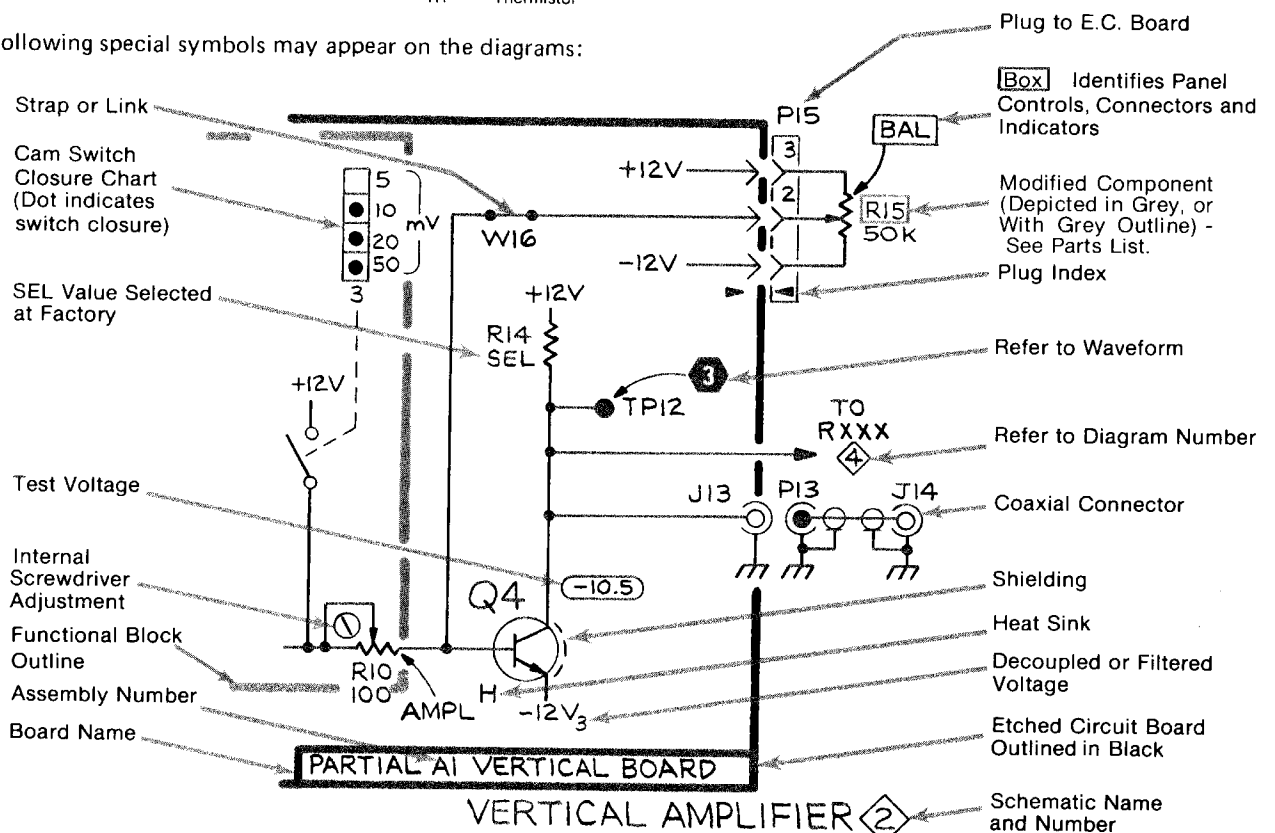 Thermistor
ollowing special symbols may appear on the diagrams:
Plug to E.C. Board
Box Identifies Panel
Controls, Connectors and
Indicators
Modified Component
(Depicted in Grey, or
With Grey Outline) -
See Parts List.
Plug Index
Refer to Waveform
Refer to Diagram Number
Coaxial Connector
Shielding
Heat Sink
Decoupled or Filtered
Voltage
Etched Circuit Board
Outlined in Black
Schematic Name
and Number
Strap or Link
Cam Switch
Closure Chart
(Dot indicates
switch closure)
SEL Value Selected
at Factory
Test Voltage
Internal
Screwdriver
Adjustment
Functional Block
Outline
Assembly Number
Board Name
5
10
20
50
mV
3
+12V
W16
+12V
-12V
P15
3
2
BAL
R15
50K
+12V
R14
SEL
3
TP12
TO
RXXX
4
J13
P13
J14
-10.5
Q4
R10
100
AMPL
H
-12V3
PARTIAL A1 VERTICAL BOARD
VERTICAL AMPLIFIER 2